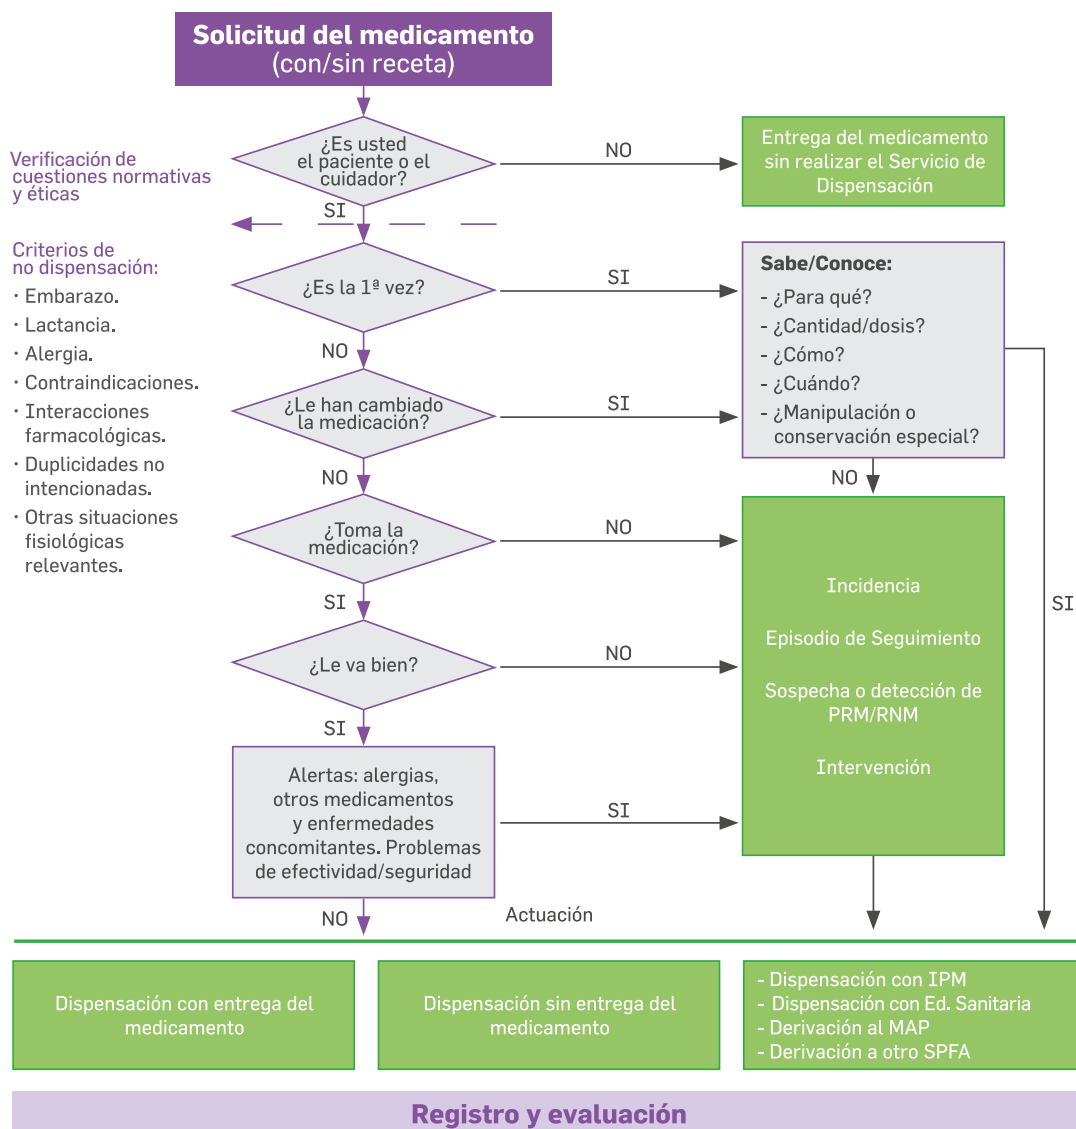 Solicitud del medicamento
(con/sin receta)
¿Es usted
el paciente o el
cuidador?
NO
Entrega del medicamento
sin realizar el Servicio de
Dispensación
Verificación de
cuestiones normativas
y éticas
SI
Criterios de
no dispensación:
· Embarazo.
· Lactancia.
· Alergia.
· Contraindicaciones.
· Interacciones
farmacológicas.
· Duplicidades no
intencionadas.
· Otras situaciones
fisiológicas
relevantes.
¿Es la 1ª vez?
SI
Sabe/Conoce:
- ¿Para qué?
- ¿Cantidad/dosis?
- ¿Cómo?
- ¿Cuándo?
- ¿Manipulación o
conservación especial?
NO
¿Le han cambiado
la medicación?
SI
NO
NO
¿Toma la
medicación?
NO
SI
Incidencia
Episodio de Seguimiento
Sospecha o detección de
PRM/RNM
Intervención
SI
¿Le va bien?
NO
SI
Alertas: alergias,
otros medicamentos
y enfermedades
concomitantes. Problemas
de efectividad/seguridad
SI
NO
Actuación
Dispensación con entrega del
medicamento
Dispensación sin entrega del
medicamento
- Dispensación con IPM
- Dispensación con Ed. Sanitaria
- Derivación al MAP
- Derivación a otro SPFA
Registro y evaluación